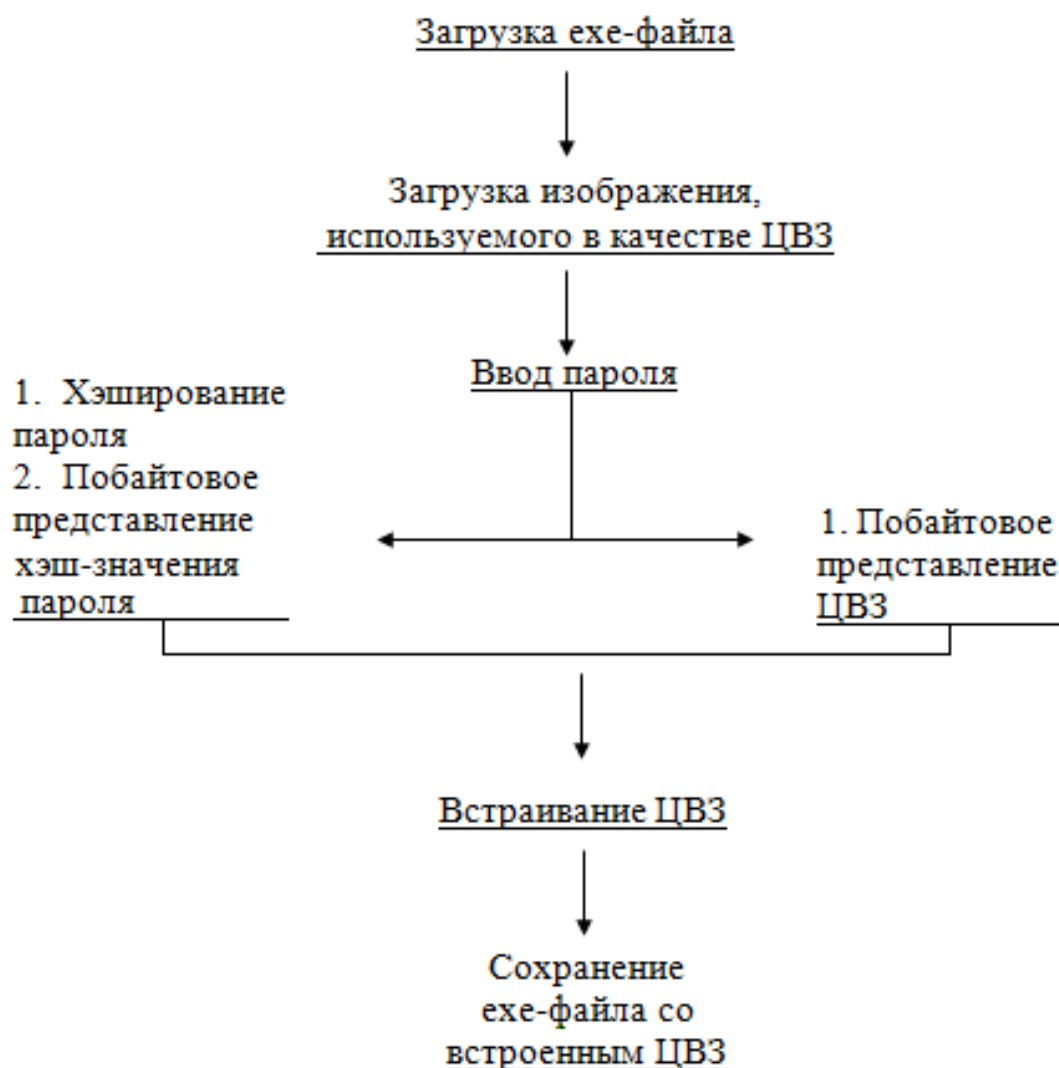 Загрузка exe-файла
Загрузка изображения,
используемого в качестве ЦВЗ
Ввод пароля
1. Хэширование
пароля
2. Побайтовое
представление
хэш-значения
пароля
1. Побайтовое
представление
ЦВЗ
Встраивание ЦВЗ
Сохранение
exe-файла со
встроенным ЦВЗ